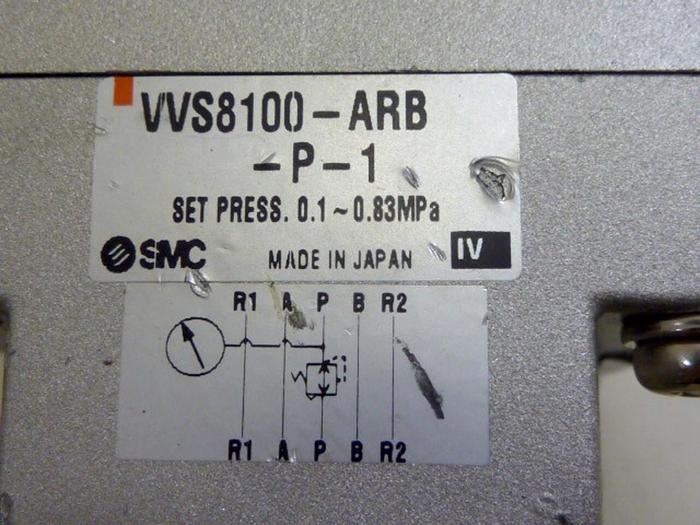 VVS8100-ARB
-P-1
SET PRESS. 0.1~0.83MPa
SMC MADE IN JAPAN IV
R1 A P B R2
R1 A P B R2